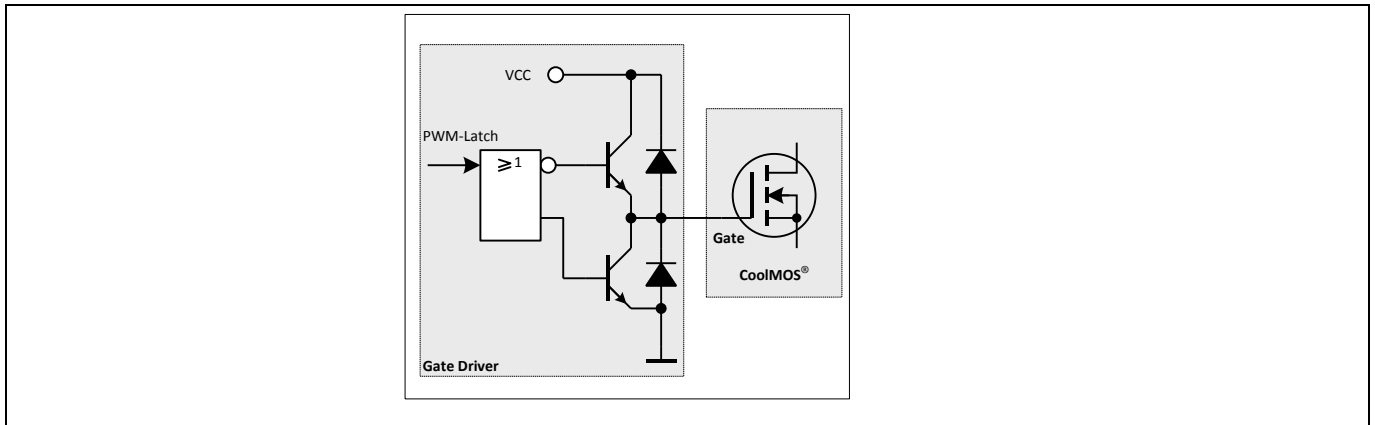 VCC
PWM-Latch
⩾1
Gate
CoolMOS®
Gate Driver